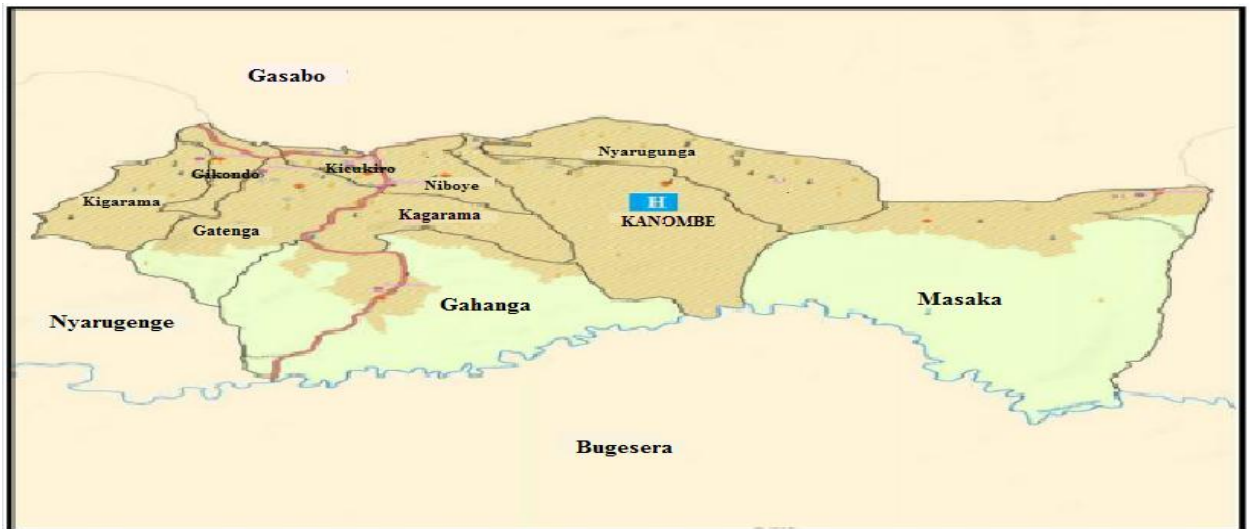 Gasabo
Nyarugunga
Kicukiro
Gikondo
Niboye
Kigarama
H
Kagarama
KANOMBE
Gatenga
Masaka
Gahanga
Nyarugenge
Bugesera